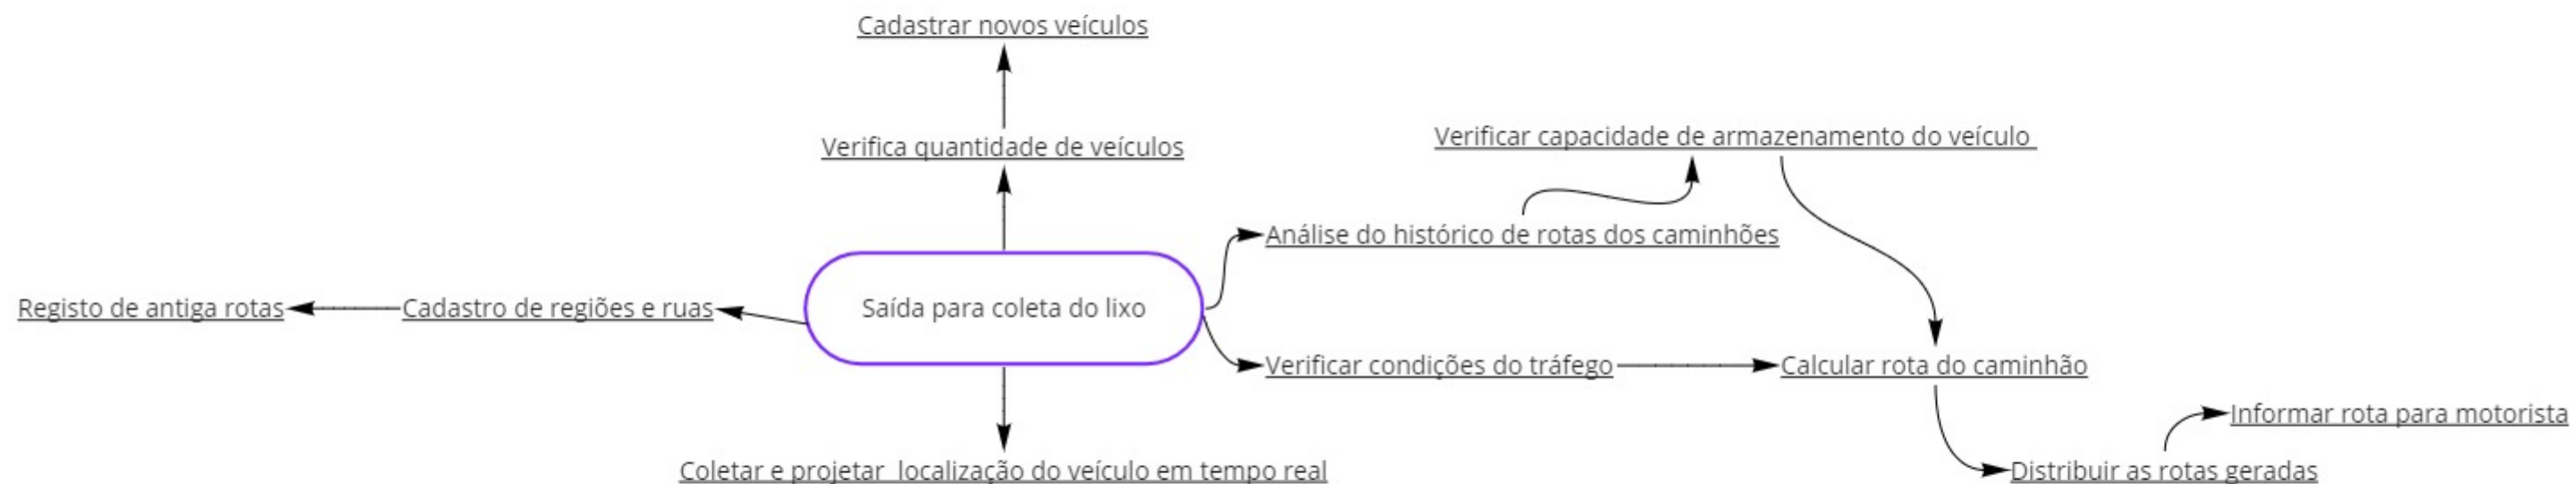 Cadastrar novos veículos
Verifica quantidade de veículos
Verificar capacidade de armazenamento do veículo
Análise do histórico de rotas dos caminhões
Registo de antiga rotas
Cadastro de regiões e ruas
Saída para coleta do lixo
Verificar condições do tráfego
Calcular rota do caminhão
Informar rota para motorista
Coletar e projetar  localização do veículo em tempo real
Distribuir as rotas geradas